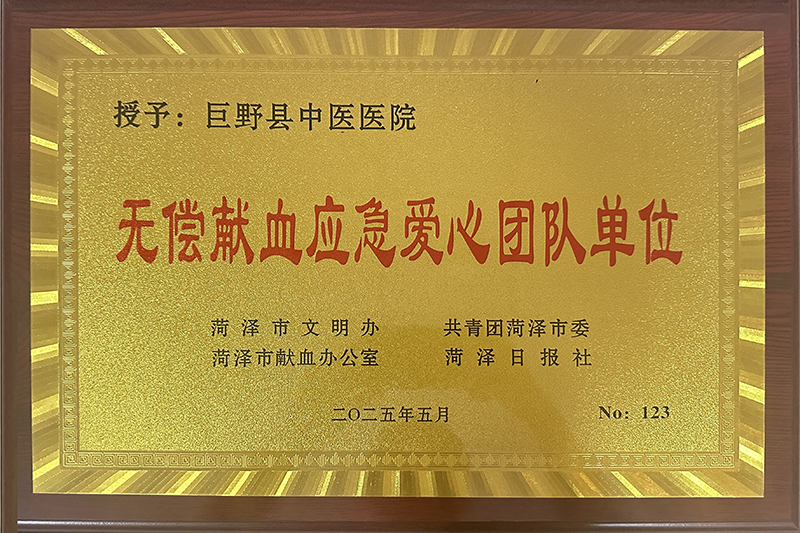 授予：巨野县中医医院
无偿献血应急爱心团队单位
菏泽市文明办 共青团菏泽市委
菏泽市献血办公室 菏泽日报社
二〇二五年五月 No: 123